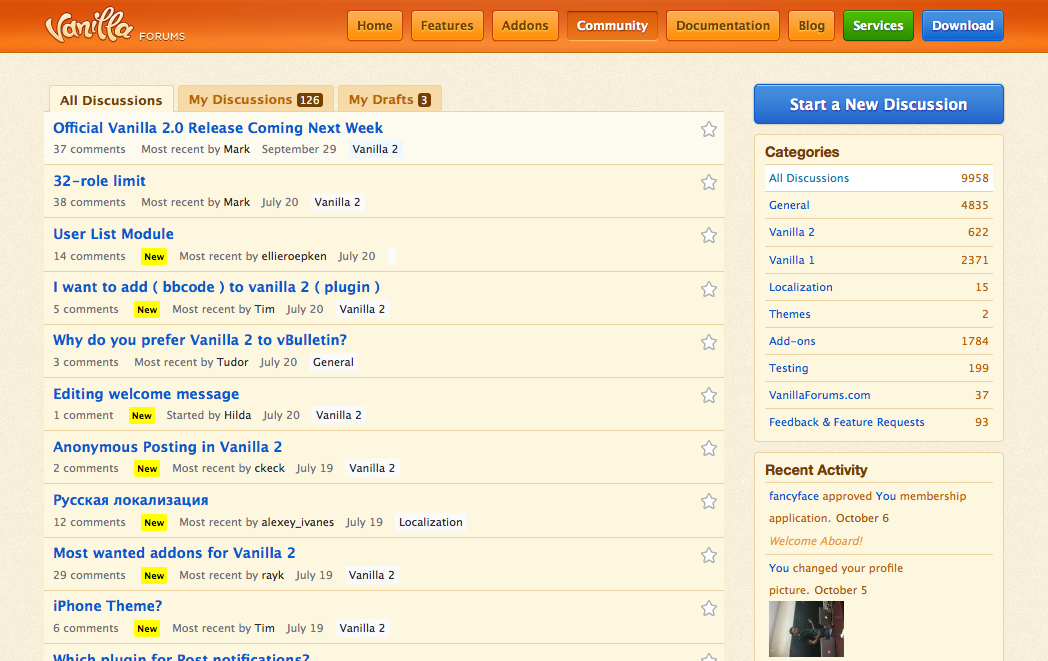 Vanilla FORUMS
Home Features Addons Community Documentation Blog Services Download
All Discussions My Discussions 126 My Drafts 3
Official Vanilla 2.0 Release Coming Next Week
37 comments Most recent by Mark September 29 Vanilla 2
32-role limit
38 comments Most recent by Mark July 20 Vanilla 2
User List Module
14 comments New Most recent by ellieroepken July 20
I want to add ( bbcode ) to vanilla 2 ( plugin )
5 comments New Most recent by Tim July 20 Vanilla 2
Why do you prefer Vanilla 2 to vBulletin?
3 comments Most recent by Tudor July 20 General
Editing welcome message
1 comment New Started by Hilda July 20 Vanilla 2
Anonymous Posting in Vanilla 2
2 comments New Most recent by ckeck July 19 Vanilla 2
Русская локализация
12 comments New Most recent by alexey_ivanes July 19 Localization
Most wanted addons for Vanilla 2
29 comments New Most recent by rayk July 19 Vanilla 2
iPhone Theme?
6 comments New Most recent by Tim July 19 Vanilla 2
Which plugin for Post notifications?
Start a New Discussion
Categories
All Discussions 9958
General 4835
Vanilla 2 622
Vanilla 1 2371
Localization 15
Themes 2
Add-ons 1784
Testing 199
VanillaForums.com 37
Feedback & Feature Requests 93
Recent Activity
fancyface approved You membership
application. October 6
Welcome Aboard!
You changed your profile
picture. October 5